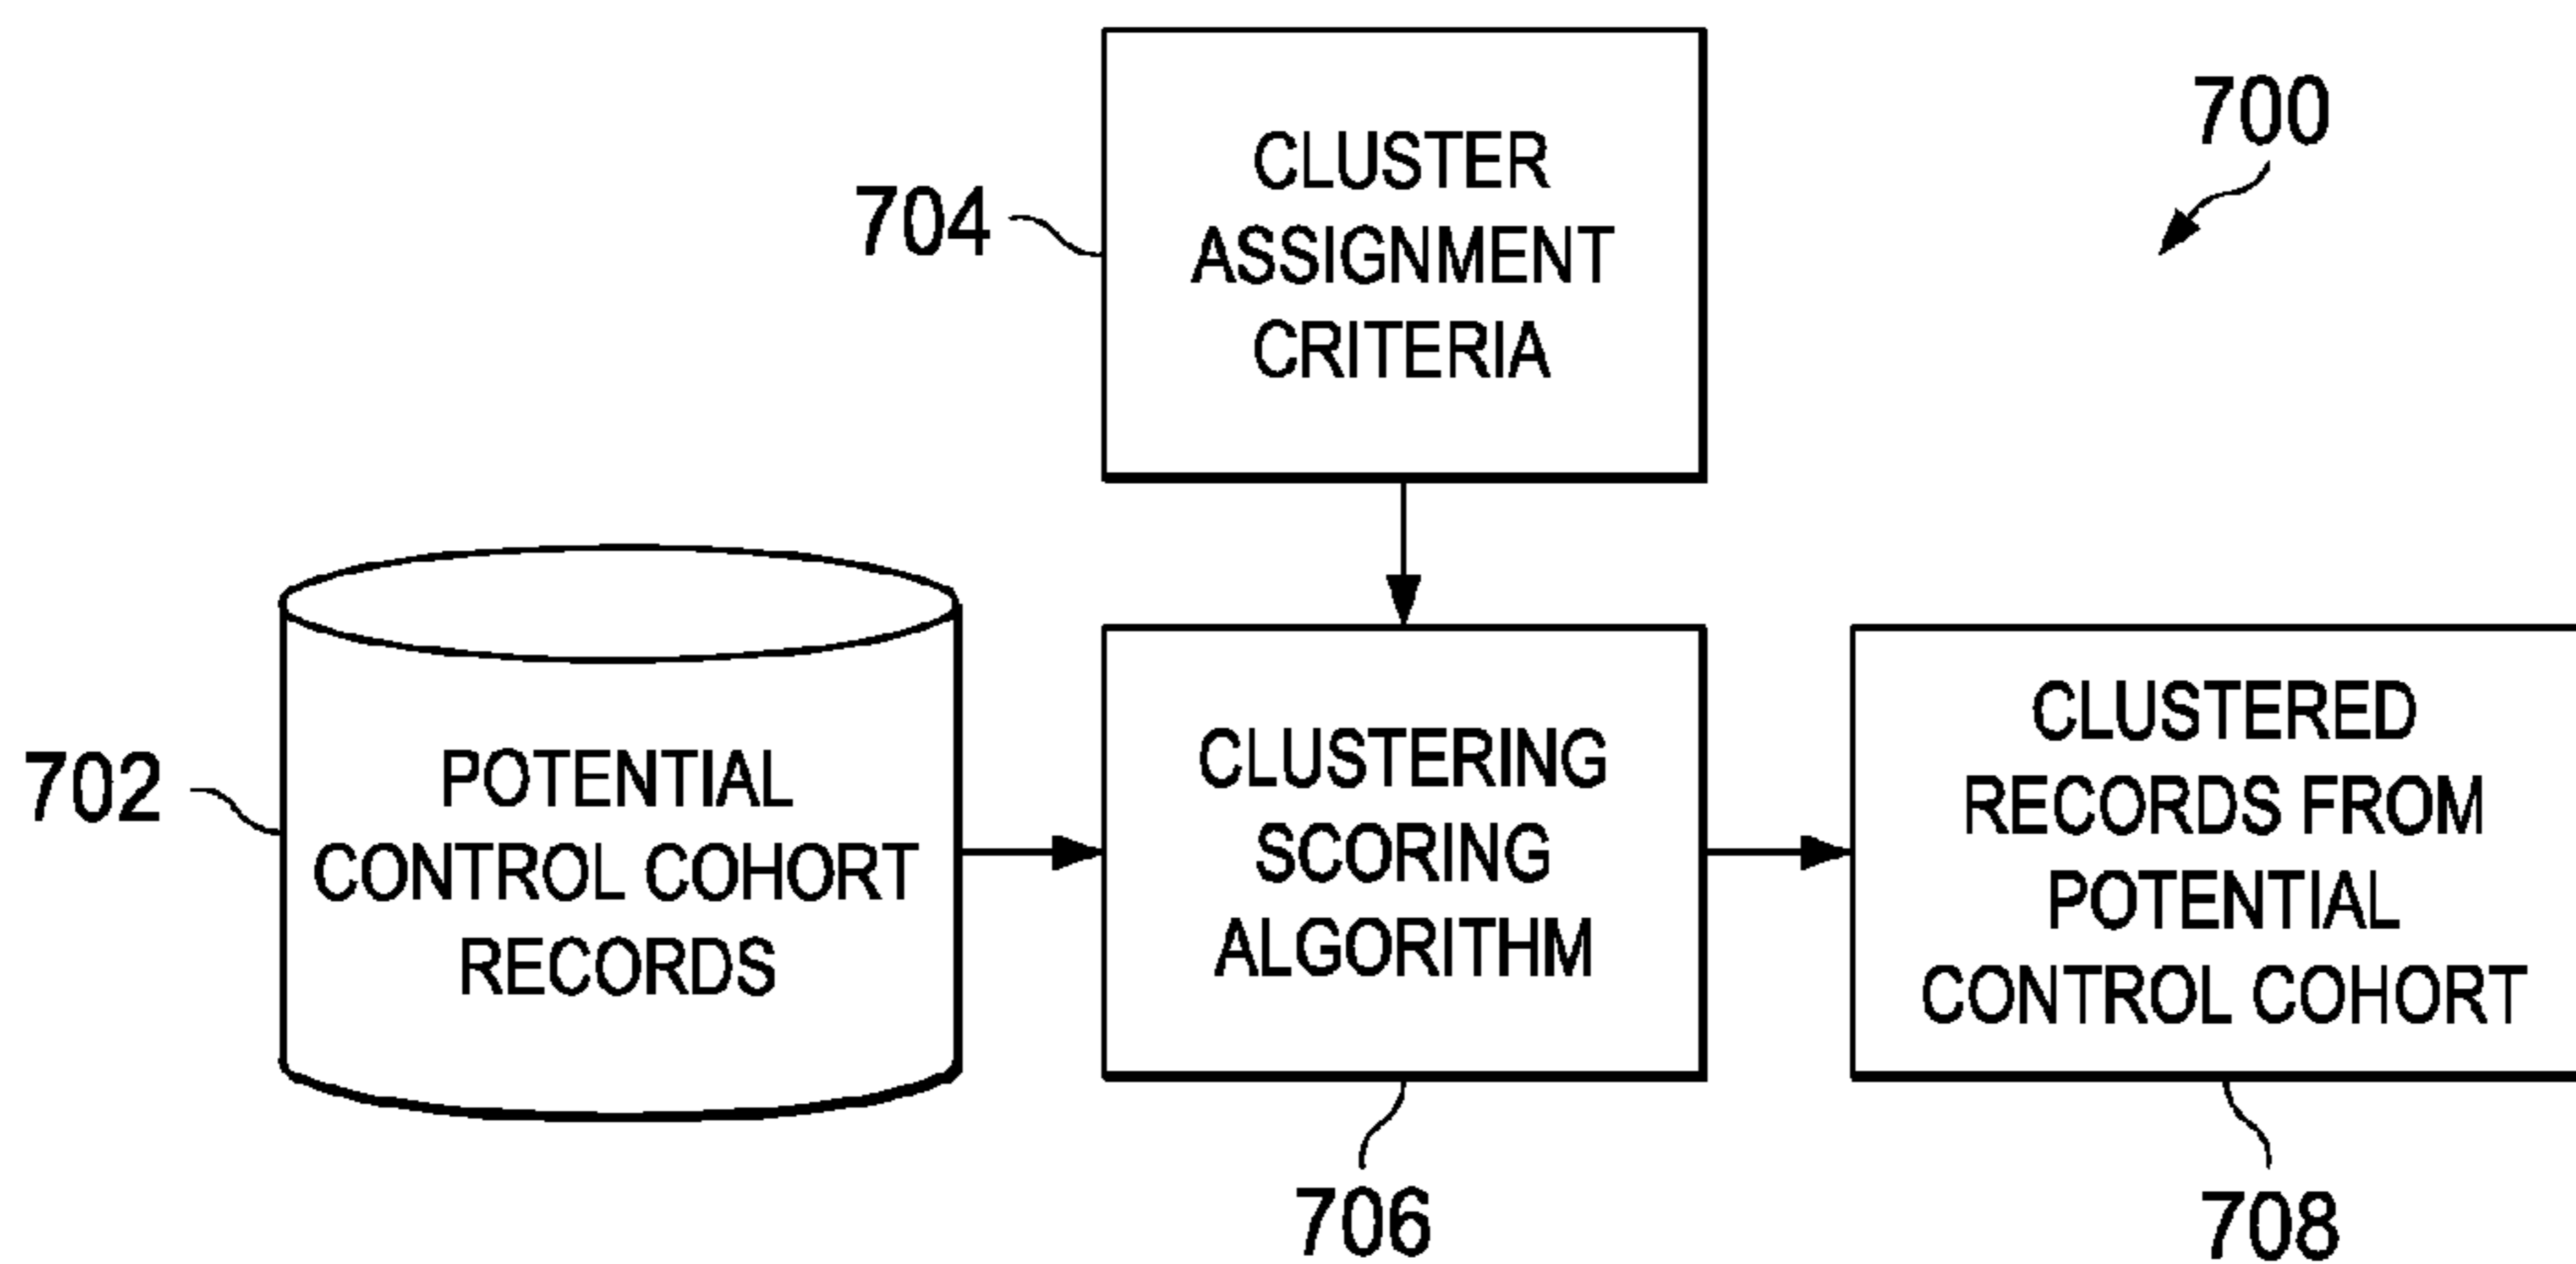 700
704
CLUSTER
ASSIGNMENT
CRITERIA
702
POTENTIAL
CONTROL COHORT
RECORDS
CLUSTERING
SCORING
ALGORITHM
CLUSTERED
RECORDS FROM
POTENTIAL
CONTROL COHORT
706
708